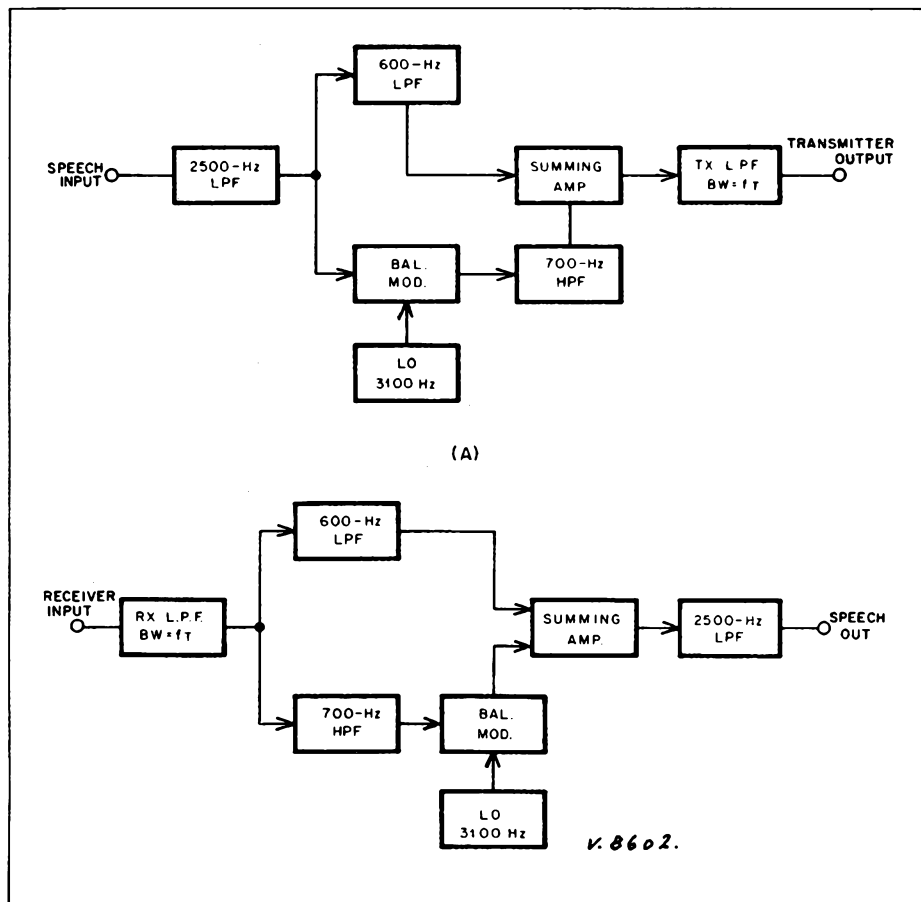 600-Hz
LPF
SPEECH
INPUT
2500-Hz
LPF
SUMMING
AMP
TX L.P.F
BW=fT
TRANSMITTER
OUTPUT
BAL.
MOD.
700-Hz
HPF
LO
3100 Hz
(A)
600-Hz
LPF
RECEIVER
INPUT
RX L.P.F.
BW=fT
SUMMING
AMP.
2500-Hz
LPF
SPEECH
OUT
700-Hz
HPF
BAL.
MOD.
LO
3100 Hz
V.8602.